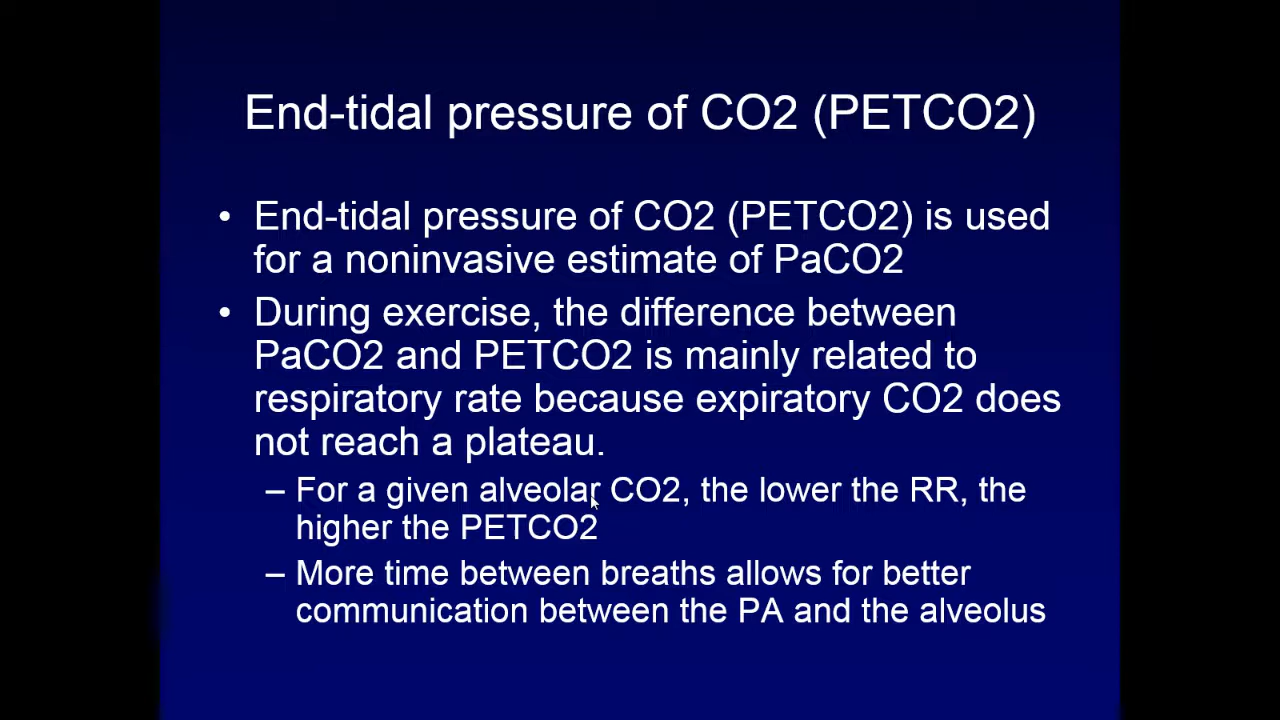 End-tidal pressure of CO2 (PETCO2)
• End-tidal pressure of CO2 (PETCO2) is used
for a noninvasive estimate of PaCO2
• During exercise, the difference between
PaCO2 and PETCO2 is mainly related to
respiratory rate because expiratory CO2 does
not reach a plateau.
– For a given alveolar CO2, the lower the RR, the
higher the PETCO2
– More time between breaths allows for better
communication between the PA and the alveolus